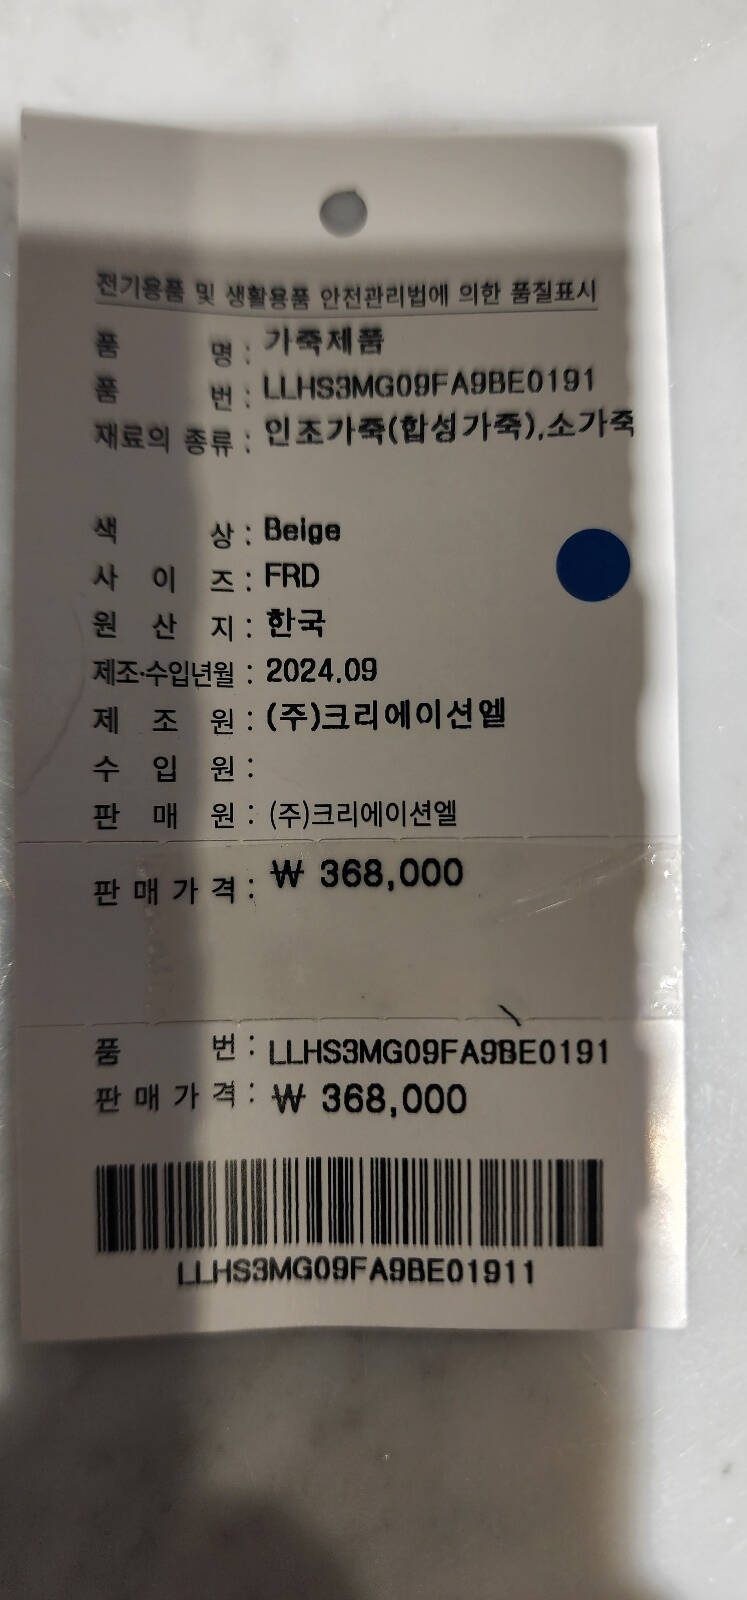 전기용품 및 생활용품 안전관리법에 의한 품질표시
품 명 : 가죽제품
품 번 : LLHS3MG09FA9BE0191
재료의 종류 : 인조가죽(합성가죽),소가죽
색 상 : Beige
사 이 즈 : FRD
원 산 지 : 한국
제조·수입년월 : 2024.09
제 조 원 : (주)크리에이션엘
수 입 원 :
판 매 원 : (주)크리에이션엘
판 매 가 격 : ₩ 368,000
품 번 : LLHS3MG09FA9BE0191
판 매 가 격 : ₩ 368,000
LLHS3MG09FA9BE01911